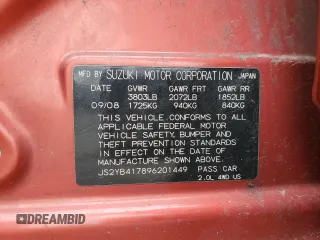 MFD BY SUZUKI MOTOR CORPORATION JAPAN
DATE GVWR GAWR FRT GAWR RR
3803LB 2072LB 1852LB
09/08 1725KG 940KG 840KG
THIS VEHICLE CONFORMS TO ALL
APPLICABLE FEDERAL MOTOR
VEHICLE SAFETY, BUMPER AND
THEFT PREVENTION STANDARDS
IN EFFECT ON THE DATE OF
MANUFACTURE SHOWN ABOVE.
JS2YB417896201449 PASS CAR
2.0L 4WD US
AUTOHELPERBOT.COM